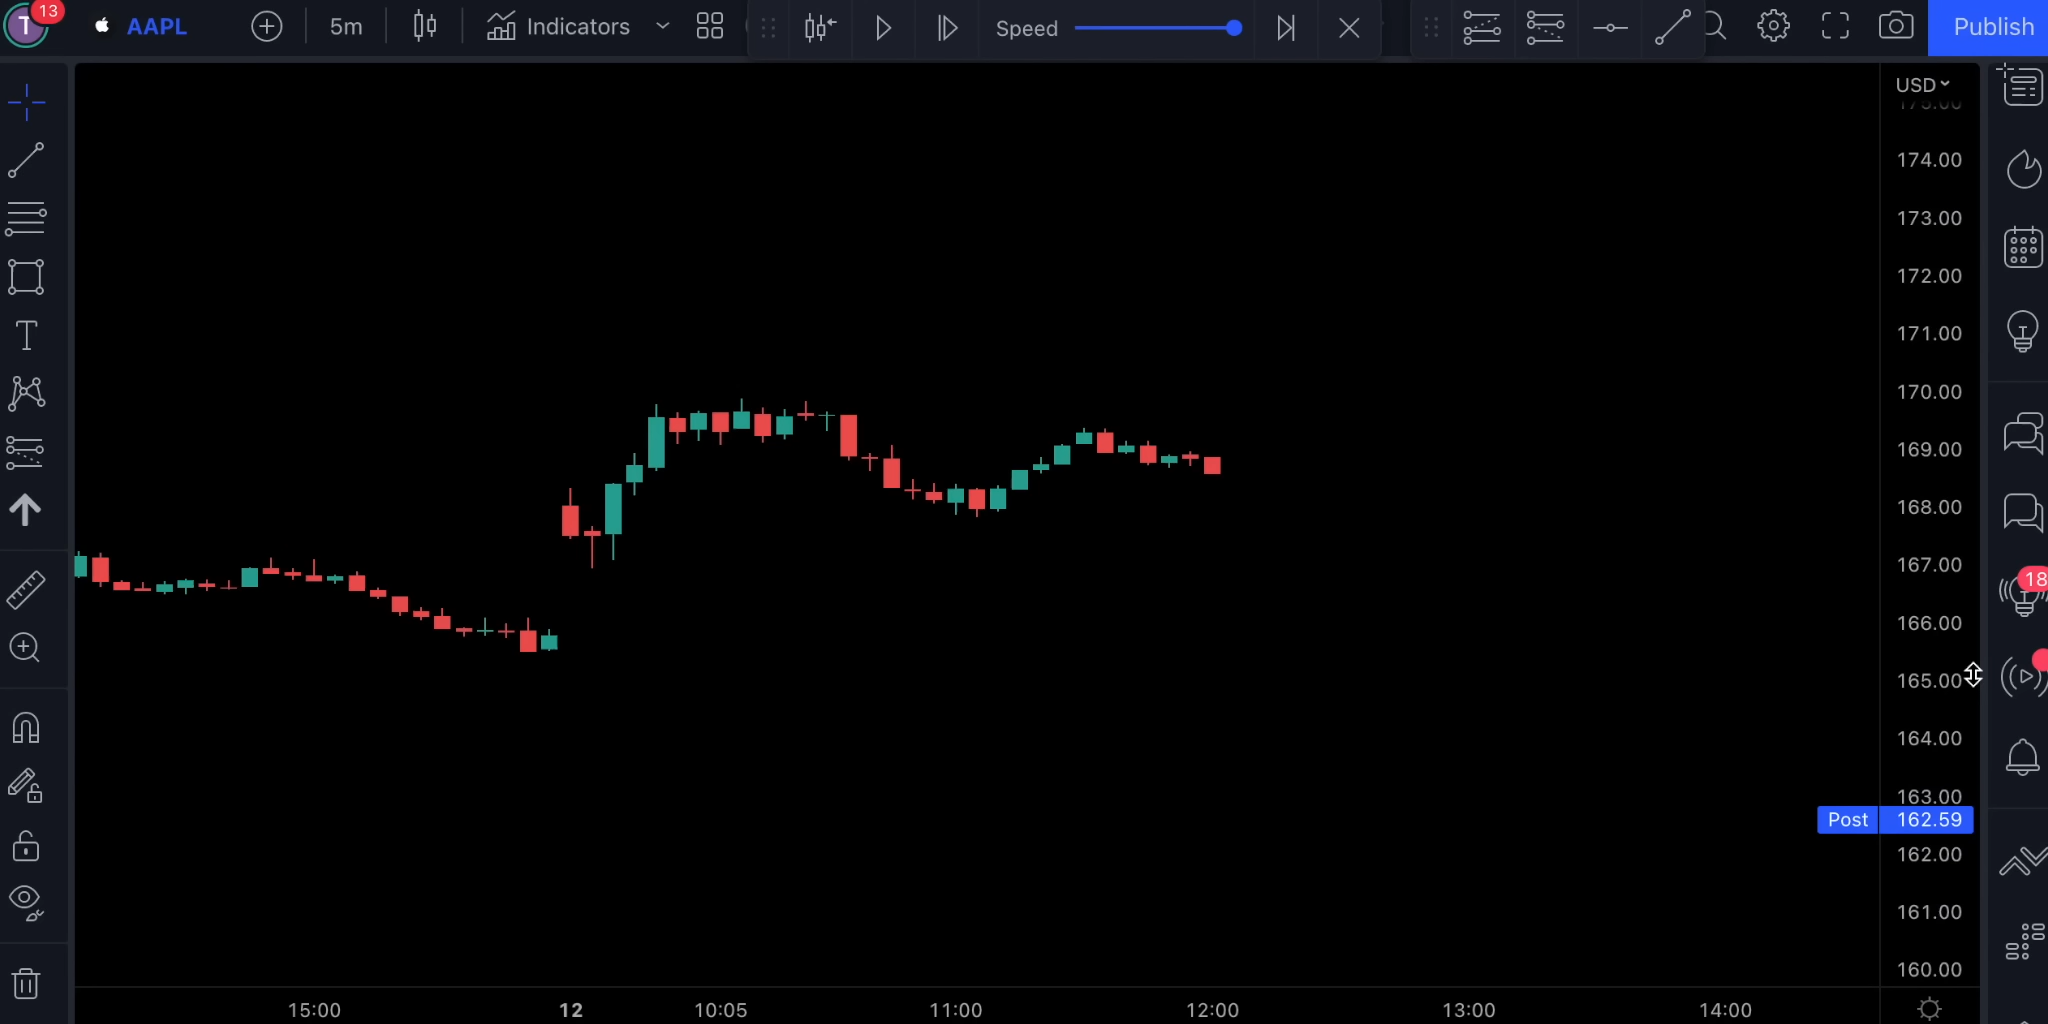 T
13
AAPL
5m
Indicators
Speed
Publish
USD
175.00
174.00
173.00
172.00
171.00
170.00
169.00
168.00
167.00
166.00
165.00
164.00
163.00
Post 162.59
162.00
161.00
160.00
T
18
15:00 12 10:05 11:00 12:00 13:00 14:00